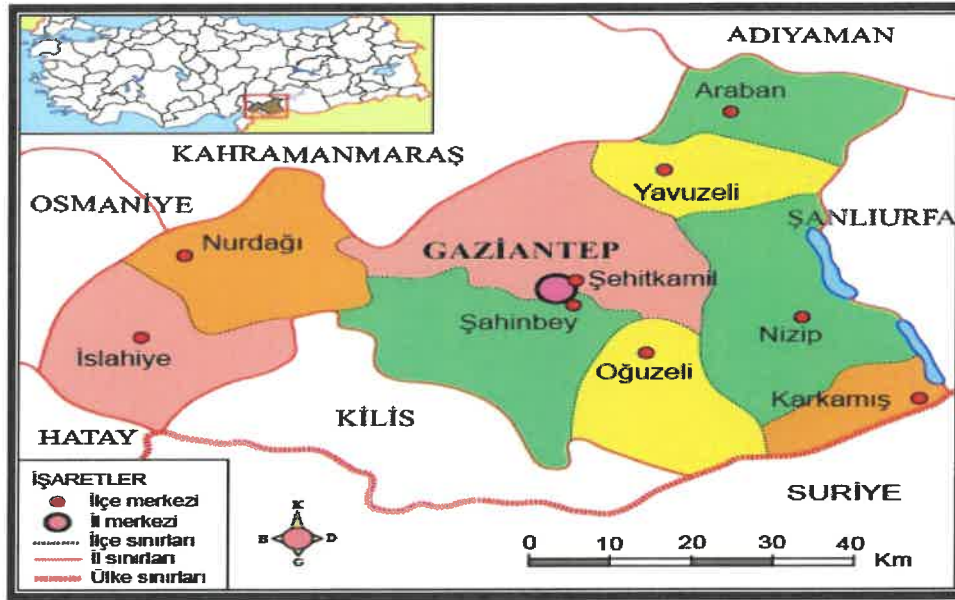 ADIYAMAN
Araban
KAHRAMANMARAŞ
Yavuzeli
OSMANİYE
ŞANLIURFA
Nurdağı
GAZİANTEP
Şehitkamil
Şahinbey
Nizip
İslahiye
Oğuzeli
Karkamış
KİLİS
HATAY
SURİYE
İŞARETLER
İlçe merkezi
İl merkezi
İlçe sınırları
İl sınırları
Ülke sınırları
K
B D
G
0 10 20 30 40 Km